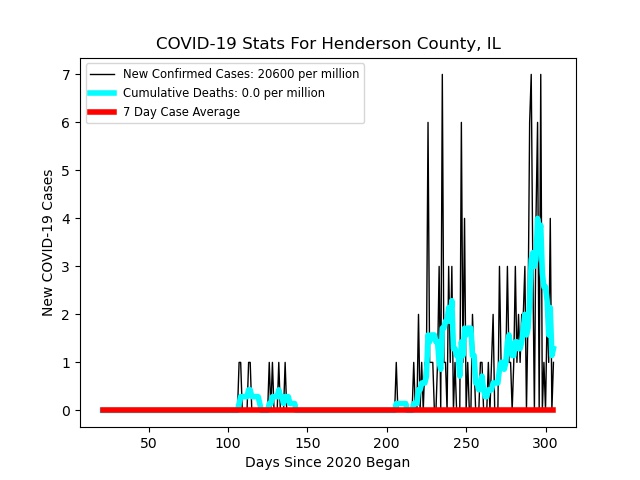 COVID-19 Stats For Henderson County, IL
New Confirmed Cases: 20600 per million
Cumulative Deaths: 0.0 per million
7 Day Case Average
New COVID-19 Cases
7
6
5
4
3
2
1
0
50 100 150 200 250 300
Days Since 2020 Began